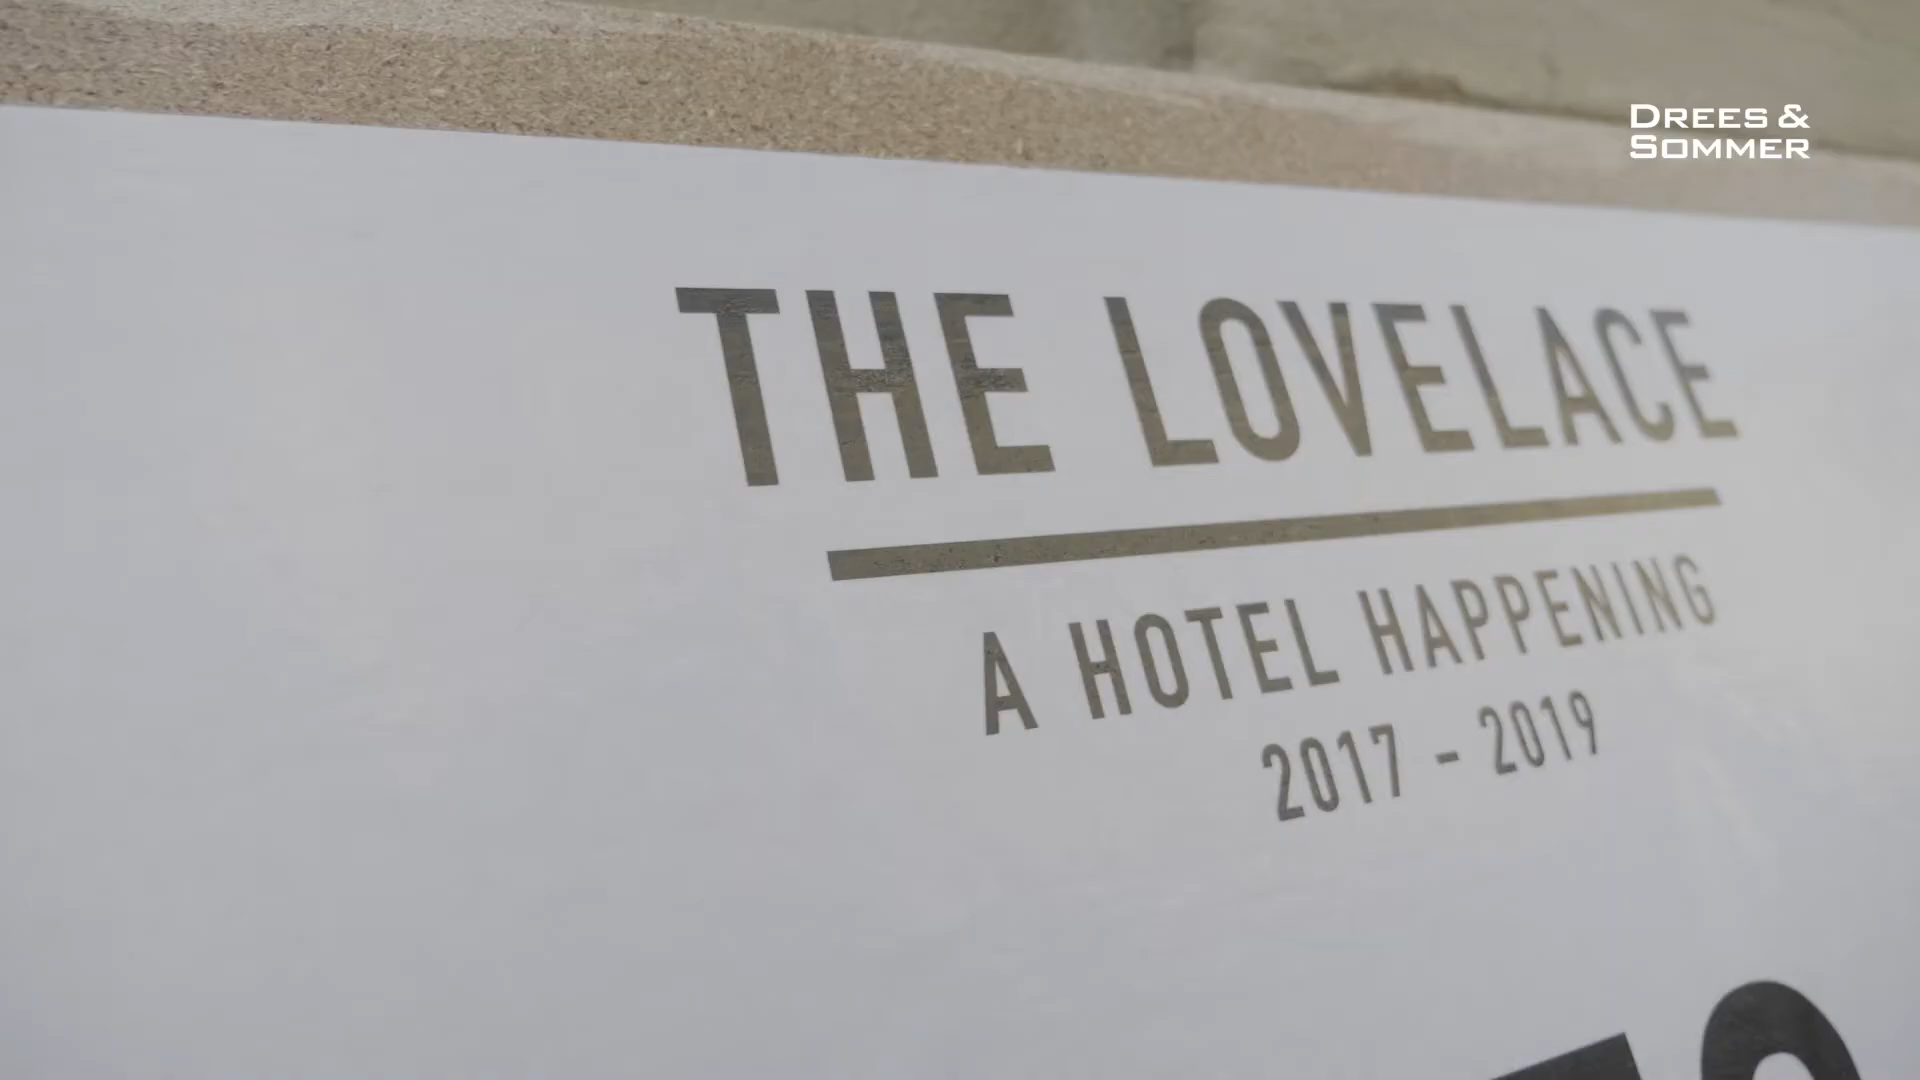 DREES &
SOMMER
THE LOVELACE
A HOTEL HAPPENING
2017 - 2019